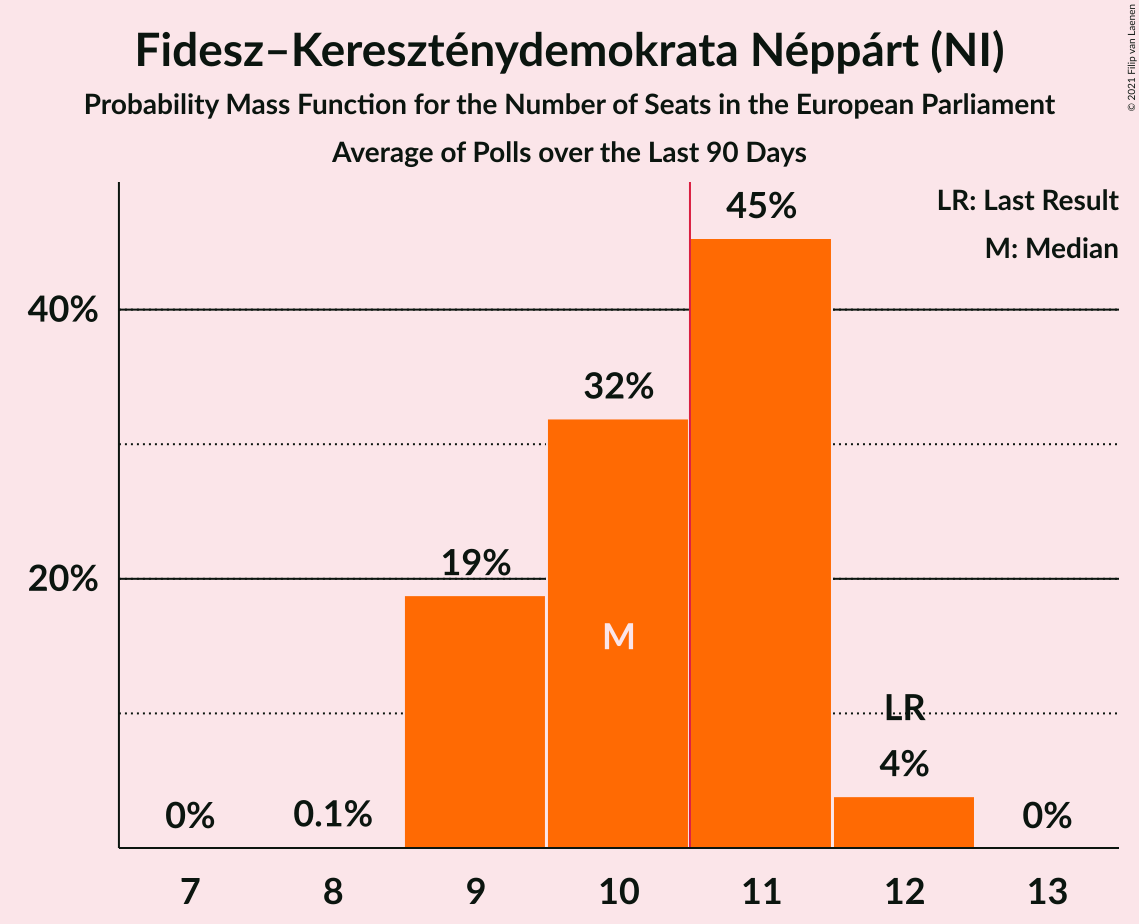 Fidesz–Kereszténydemokrata Néppárt (NI)
Probability Mass Function for the Number of Seats in the European Parliament
Average of Polls over the Last 90 Days
© 2021 Filip van Laenen
LR: Last Result
M: Median
45%
40%
32%
19%
20%
M
LR
4%
0%
0.1%
0%
7
8
9
10
11
12
13